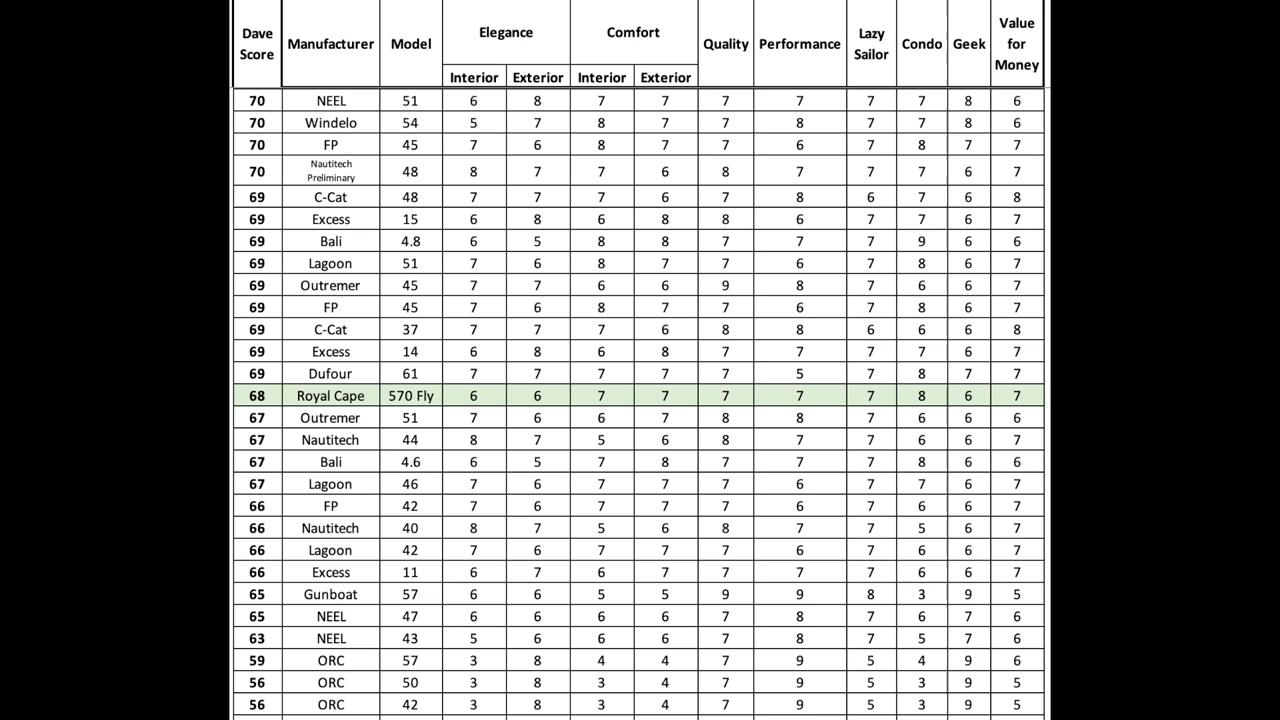 Dave Score Manufacturer Model Elegance Comfort Quality Performance Lazy Sailor Condo Geek Value for Money
Interior Exterior Interior Exterior
70 NEEL 51 6 8 7 7 7 7 7 7 8 6
70 Windelo 54 5 7 8 7 7 8 7 7 8 6
70 FP 45 7 6 8 7 7 6 7 8 7 7
70 Nautitech Preliminary 48 8 7 7 6 8 7 7 7 6 7
69 C-Cat 48 7 7 7 6 7 8 6 7 6 8
69 Excess 15 6 8 6 8 8 6 7 7 6 7
69 Bali 4.8 6 5 8 8 7 7 7 9 6 6
69 Lagoon 51 7 6 8 7 7 6 7 8 6 7
69 Outremer 45 7 7 6 6 9 8 7 6 6 7
69 FP 45 7 6 8 7 7 6 7 8 6 7
69 C-Cat 37 7 7 7 6 8 8 6 6 6 8
69 Excess 14 6 8 6 8 7 7 7 7 6 7
69 Dufour 61 7 7 7 7 7 5 7 8 7 7
68 Royal Cape 570 Fly 6 6 7 7 7 7 7 8 6 7
67 Outremer 51 7 6 6 7 8 8 7 6 6 6
67 Nautitech 44 8 7 5 6 8 7 7 6 6 7
67 Bali 4.6 6 5 7 8 7 7 7 8 6 6
67 Lagoon 46 7 6 7 7 7 6 7 7 6 7
66 FP 42 7 6 7 7 7 6 7 6 6 7
66 Nautitech 40 8 7 5 6 8 7 7 5 6 7
66 Lagoon 42 7 6 7 7 7 6 7 6 6 7
66 Excess 11 6 7 6 7 7 7 7 6 6 7
65 Gunboat 57 6 6 5 5 9 9 8 3 9 5
65 NEEL 47 6 6 6 6 7 8 7 6 7 6
63 NEEL 43 5 6 6 6 7 8 7 5 7 6
59 ORC 57 3 8 4 4 7 9 5 4 9 6
56 ORC 50 3 8 3 4 7 9 5 3 9 5
56 ORC 42 3 8 3 4 7 9 5 3 9 5